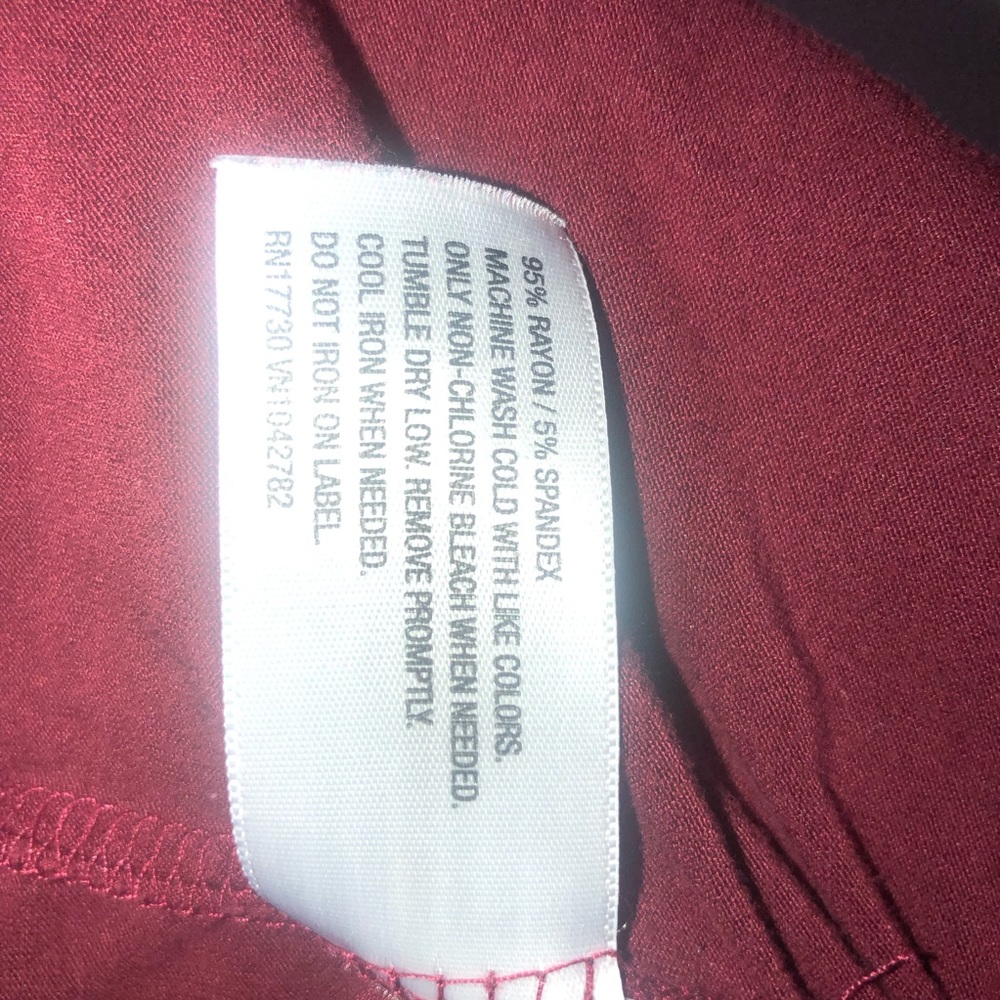 95% RAYON / 5% SPANDEX
MACHINE WASH COLD WITH LIKE COLORS.
ONLY NON-CHLORINE BLEACH WHEN NEEDED.
TUMBLE DRY LOW. REMOVE PROMPTLY.
COOL IRON WHEN NEEDED.
DO NOT IRON ON LABEL.
RN17730 VN1042782